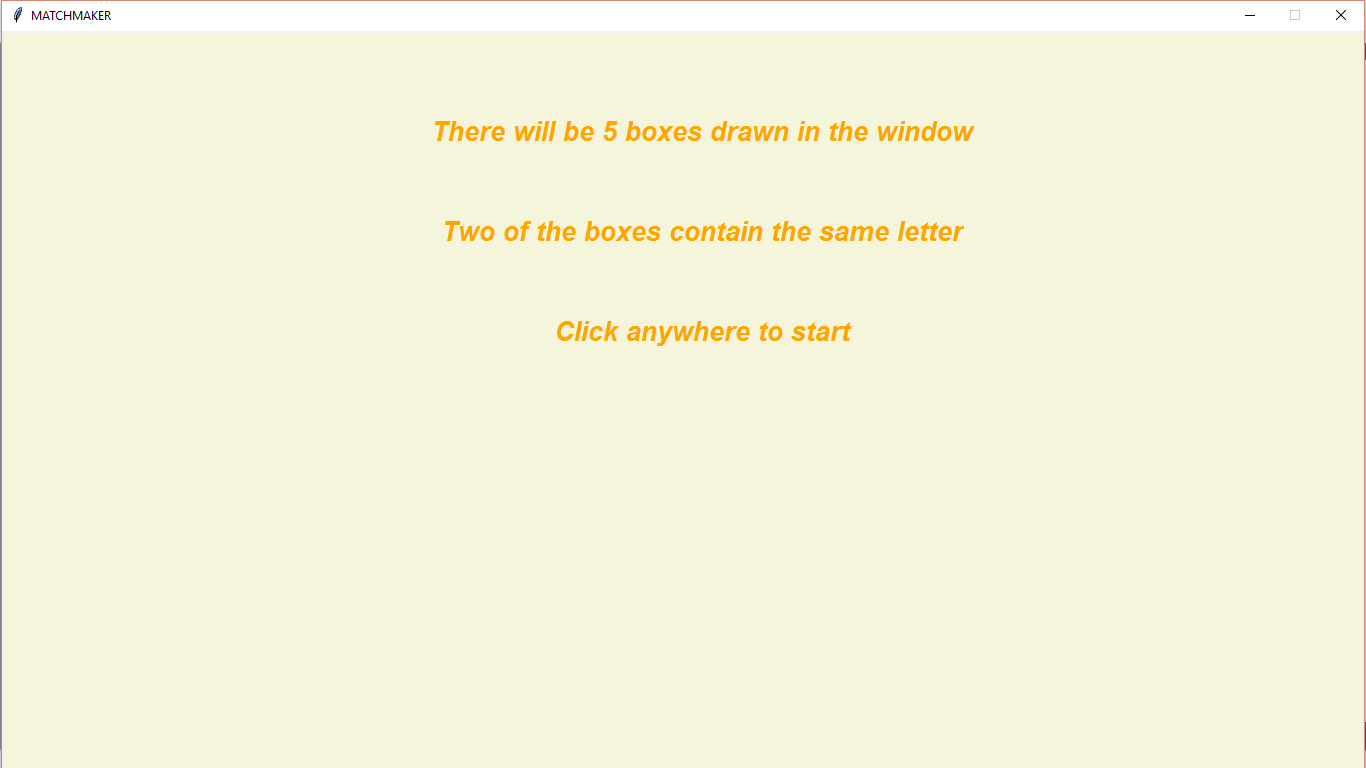 MATCHMAKER
There will be 5 boxes drawn in the window
Two of the boxes contain the same letter
Click anywhere to start